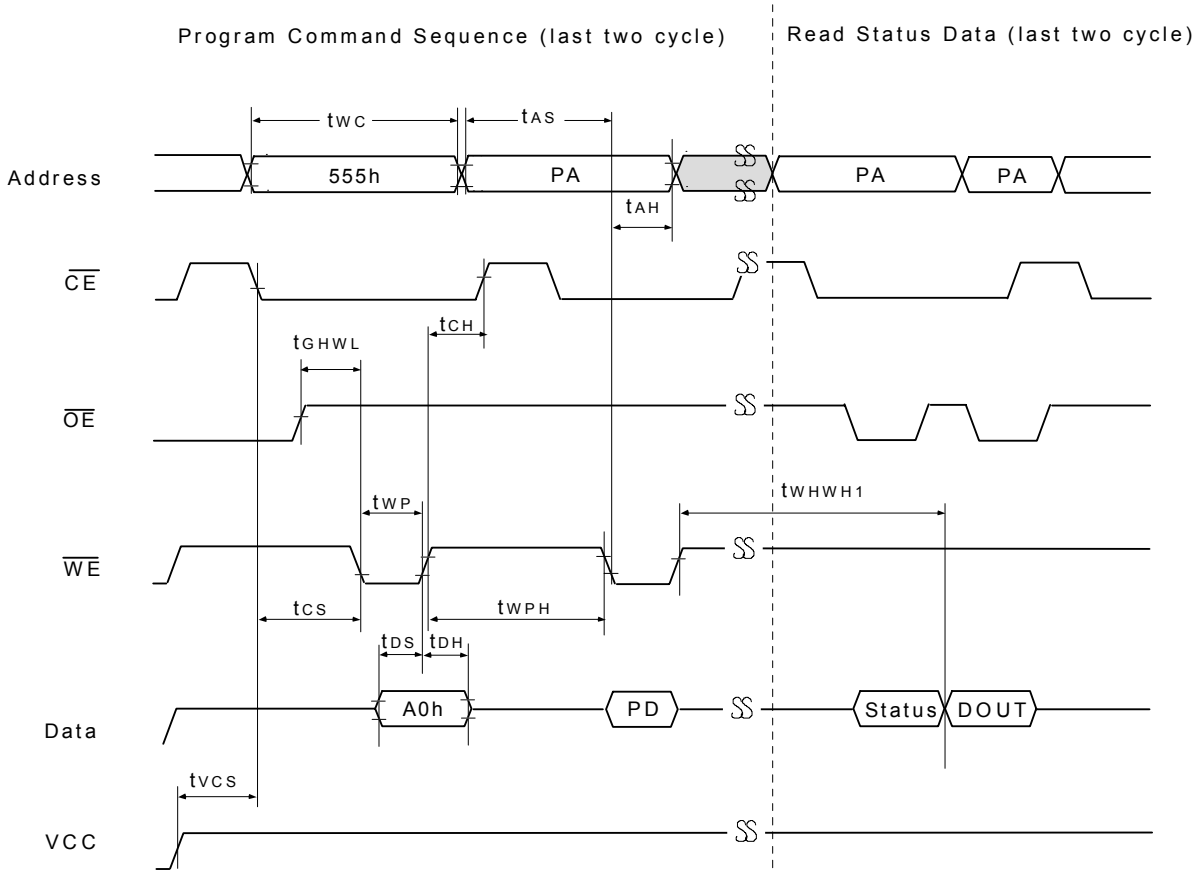 Program Command Sequence (last two cycle)
Read Status Data (last two cycle)
tWC
tAS
Address
555h
PA
PA
PA
tAH
CE
tCH
tGHWL
OE
tWP
tWHWH1
WE
tCS
tWPH
tDS
tDH
Data
A0h
PD
Status
DOUT
tVCS
VCC